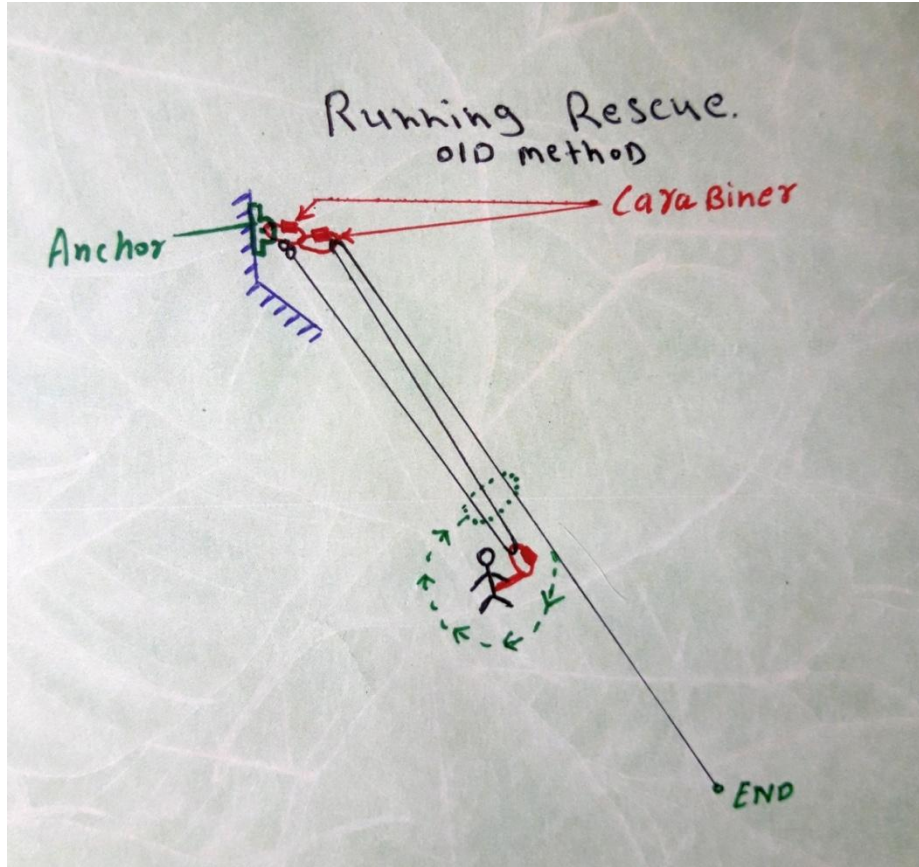 Running Rescue.
OlD methoD
CaraBiner
Anchor
END